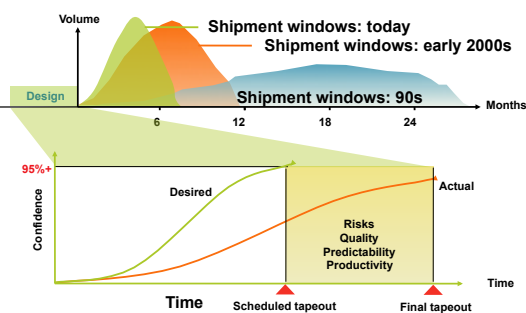 Volume
Shipment windows: today
Shipment windows: early 2000s
Design
Shipment windows: 90s
Months
6 12 18 24
95%+
Desired
Actual
Confidence
Risks
Quality
Predictability
Productivity
Time
Time
Scheduled tapeout
Final tapeout